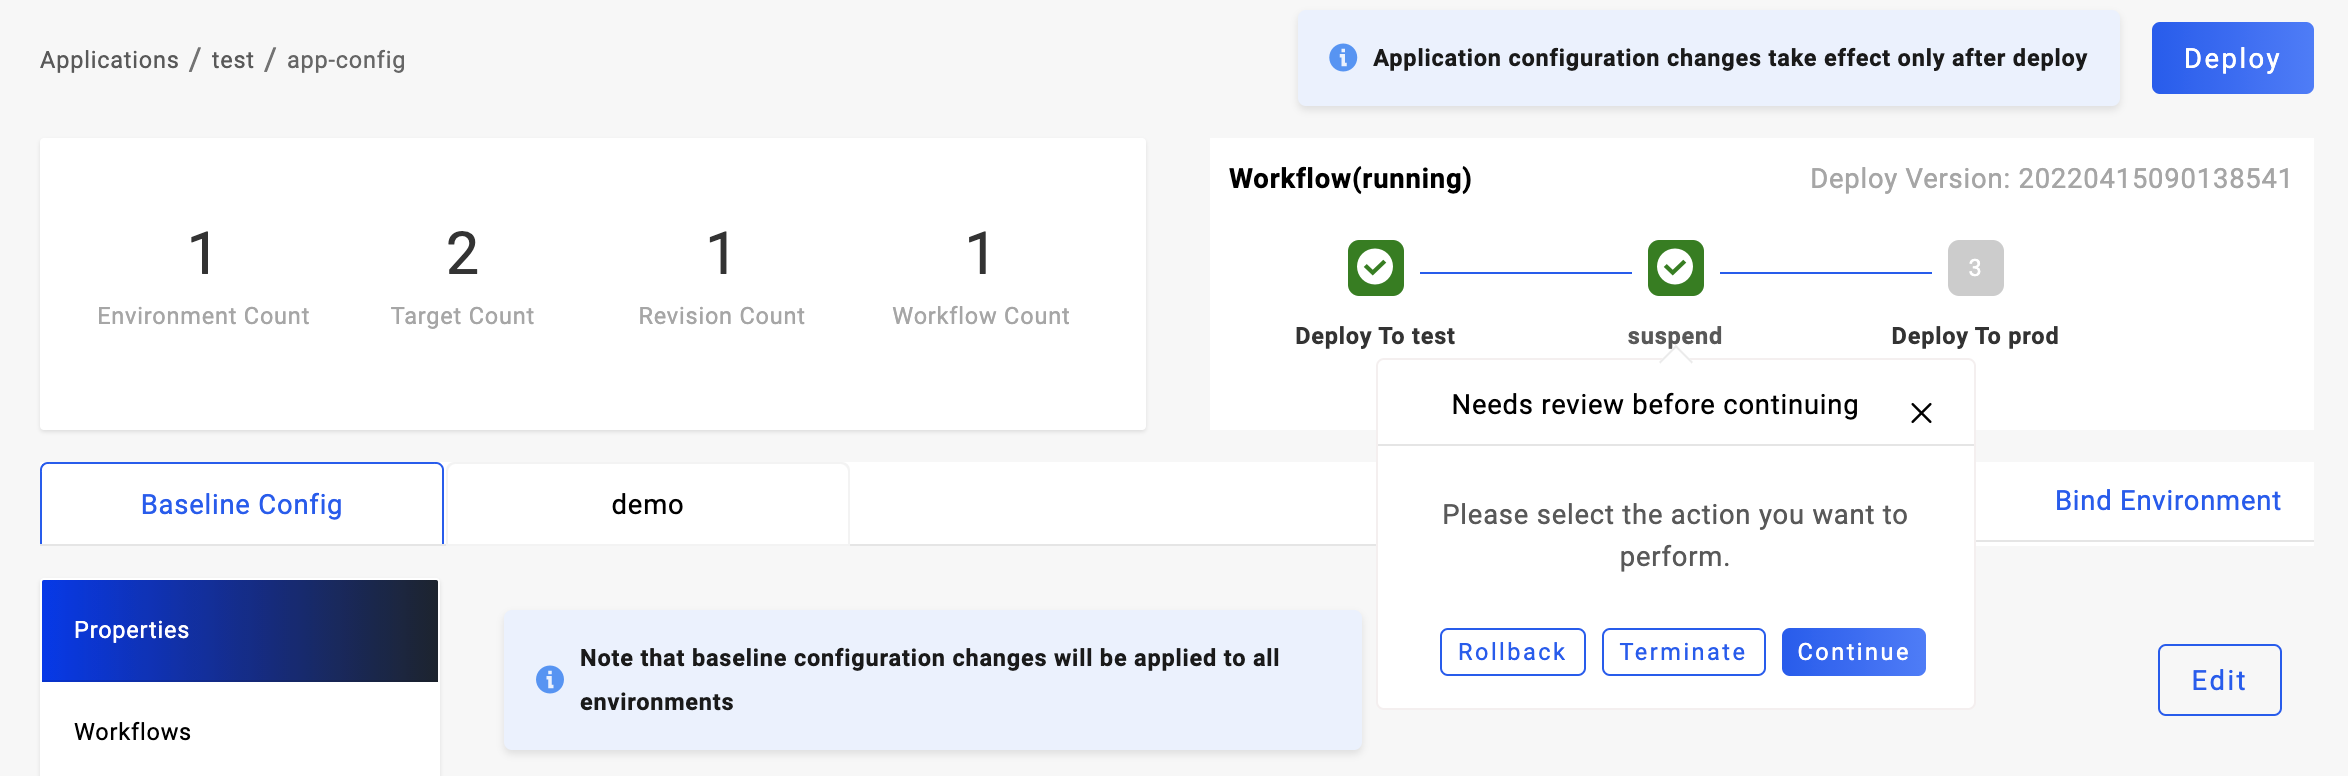 Applications / test / app-config
Application configuration changes take effect only after deploy
Deploy
1
Environment Count
2
Target Count
1
Revision Count
1
Workflow Count
Workflow(running)
Deploy Version: 20220415090138541
3
Deploy To test
suspend
Deploy To prod
Needs review before continuing
Please select the action you want to
perform.
Rollback
Terminate
Continue
Baseline Config
demo
Bind Environment
Properties
Workflows
Note that baseline configuration changes will be applied to all
environments
Edit